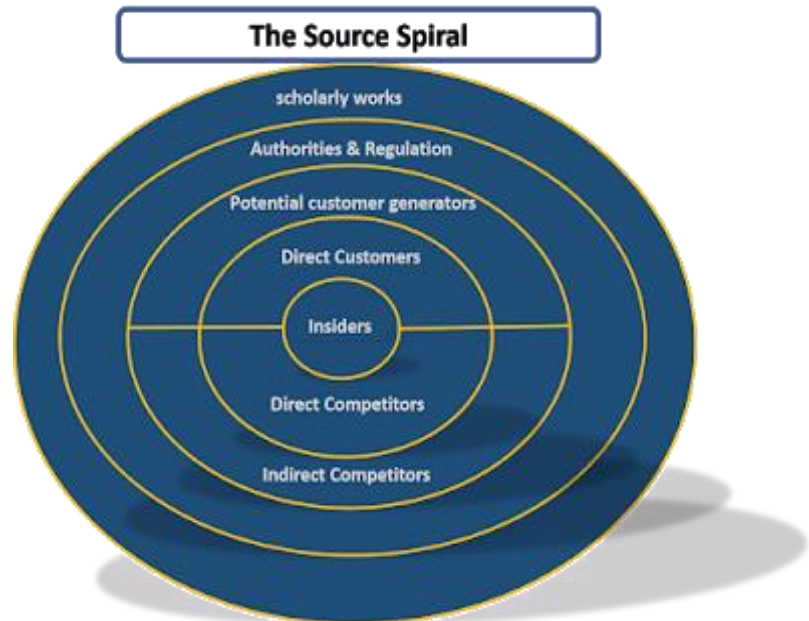 The Source Spiral
scholarly works
Authorities & Regulation
Potential customer generators
Direct Customers
Insiders
Direct Competitors
Indirect Competitors